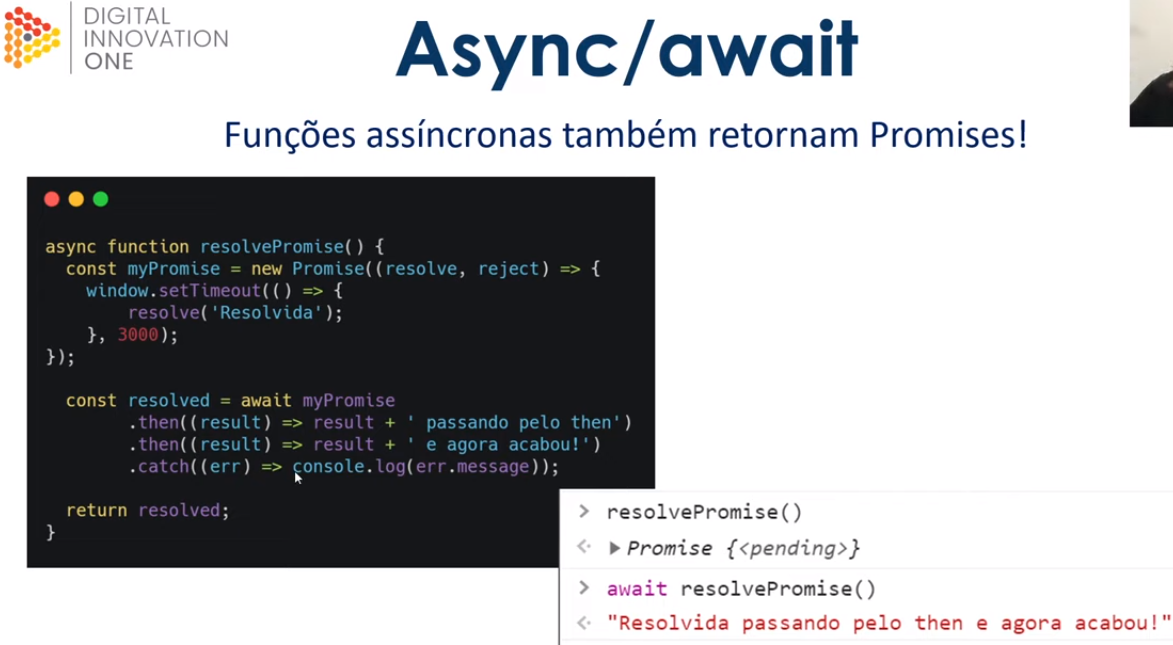 DIGITAL
INNOVATION
ONE
Async/await
Funções assíncronas também retornam Promises!
async function resolvePromise() {
  const myPromise = new Promise((resolve, reject) => {
    window.setTimeout(() => {
        resolve('Resolvida');
    }, 3000);
});
  const resolved = await myPromise
        .then((result) => result + ' passando pelo then')
        .then((result) => result + ' e agora acabou!')
        .catch((err) => console.log(err.message));
  return resolved;
}
> resolvePromise()
Promise {<pending>}
> await resolvePromise()
"Resolvida passando pelo then e agora acabou!"